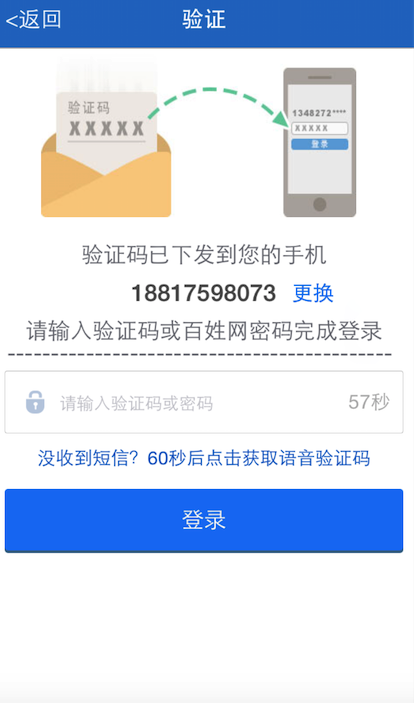 <返回 验证
验证码
XXXXX
1348272****
XXXXX
登录
验证码已下发到您的手机
18817598073 更换
请输入验证码或百姓网密码完成登录
请输入验证码或密码 57秒
没收到短信？60秒后点击获取语音验证码
登录